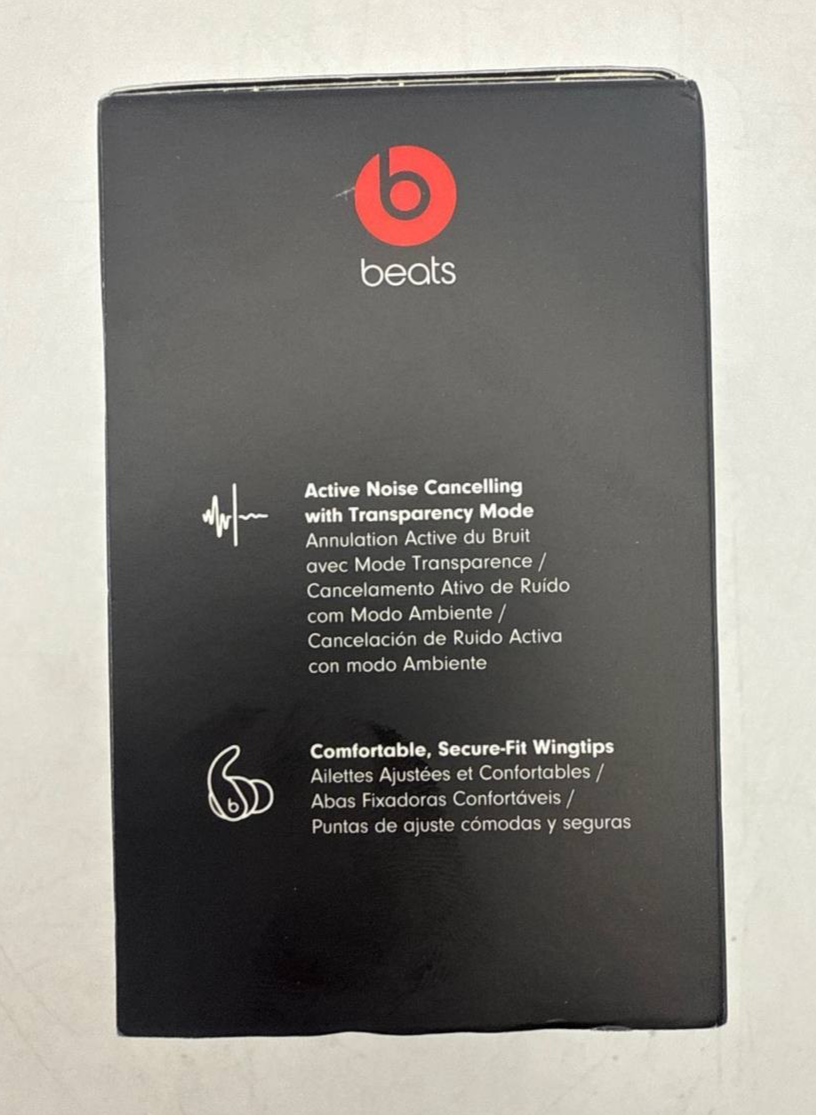 b
beats
Active Noise Cancelling
with Transparency Mode
Annulation Active du Bruit
avec Mode Transparence /
Cancelamento Ativo de Ruído
com Modo Ambiente /
Cancelación de Ruido Activa
con modo Ambiente
b
Comfortable, Secure-Fit Wingtips
Ailettes Ajustées et Confortables /
Abas Fixadoras Confortáveis /
Puntas de ajuste cómodas y seguras